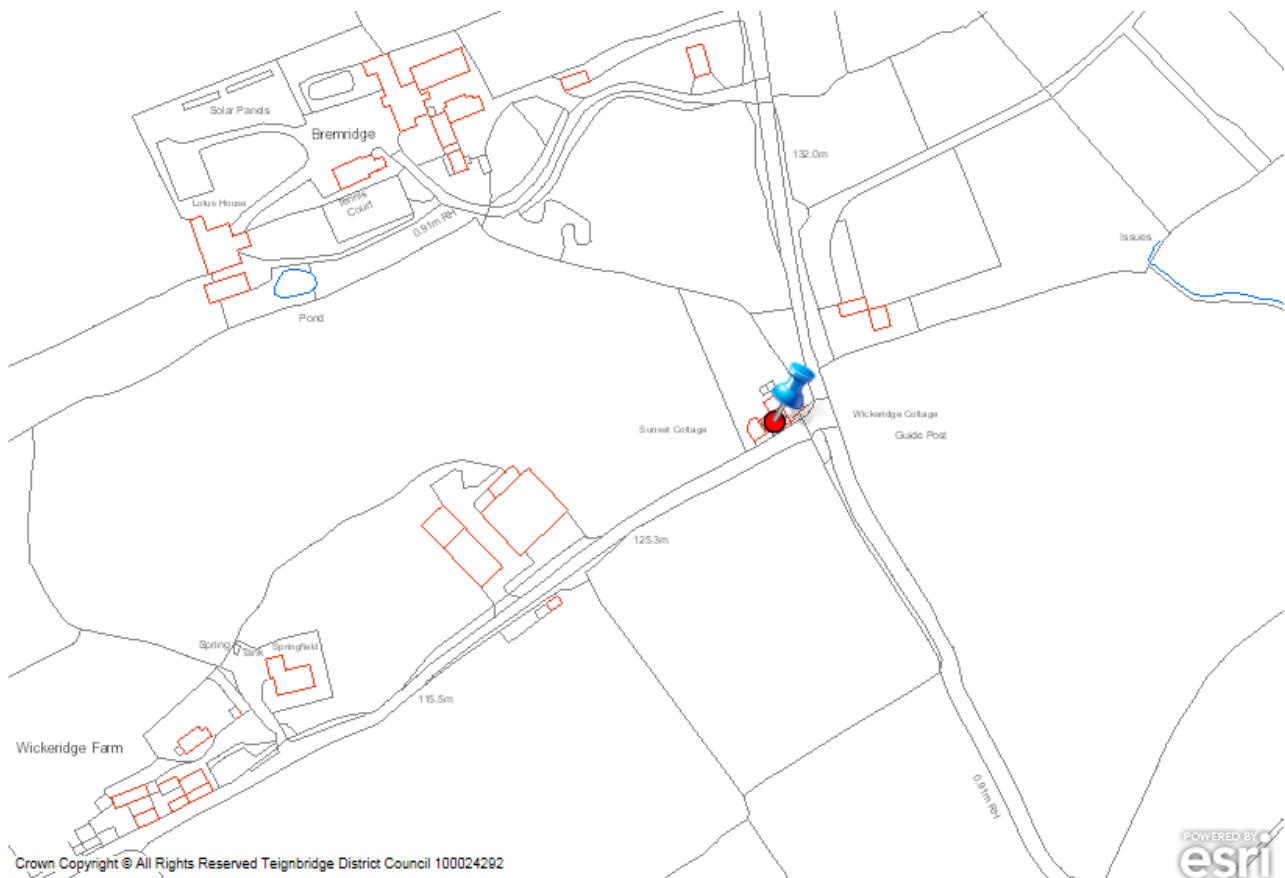 Solar Panels
Bremridge
132.0m
Lotus House
Tennis
Court
0.91m RH
Issues
Pond
Sunset Cottage
Wickeridge Cottage
Guide Post
125.3m
Spring
Tank
Springfield
115.5m
Wickeridge Farm
0.91m RH
Crown Copyright © All Rights Reserved Teignbridge District Council 100024292
POWERED BY
esri